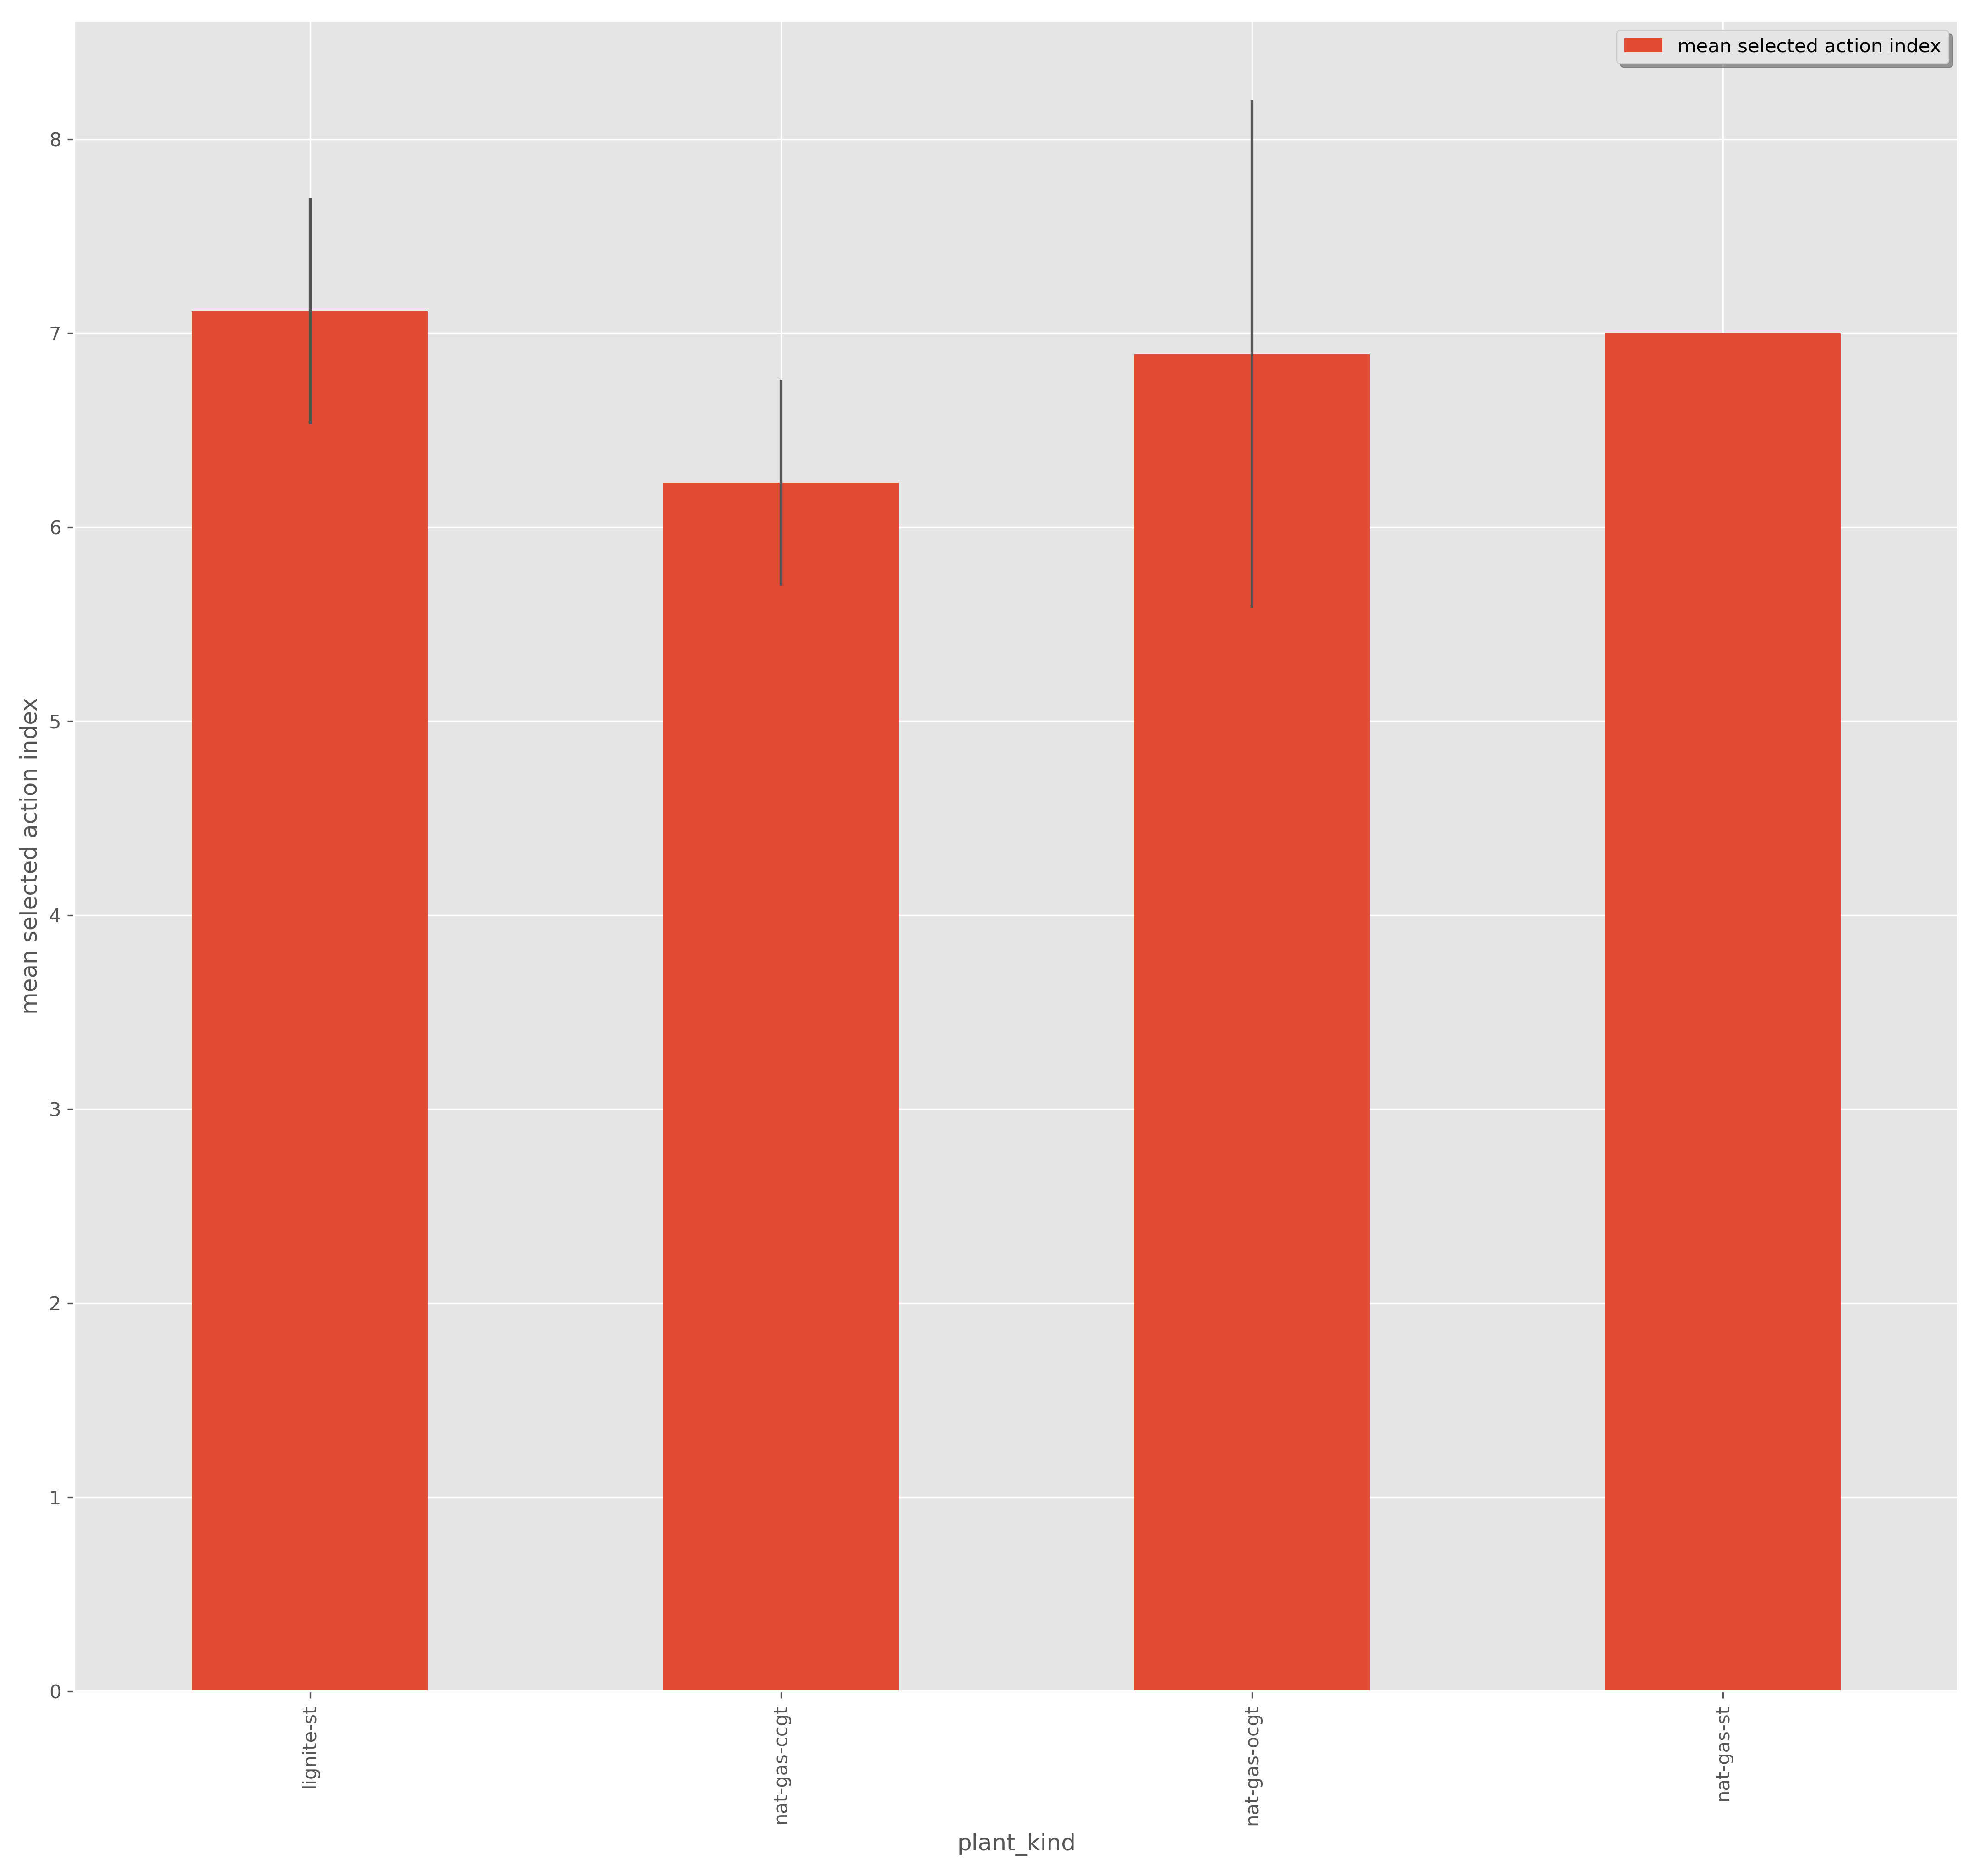 mean selected action index
8
7
6
5
4
3
2
1
0
mean selected action index
lignite-st
nat-gas-ccgt
nat-gas-ocgt
nat-gas-st
plant_kind